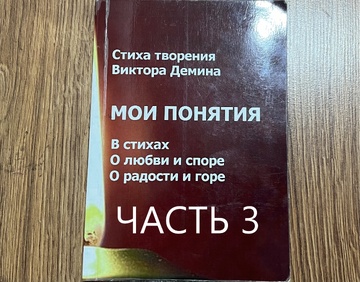 Стиха творения
Виктора Демина
МОИ ПОНЯТИЯ
В стихах
О любви и споре
О радости и горе
ЧАСТЬ 3